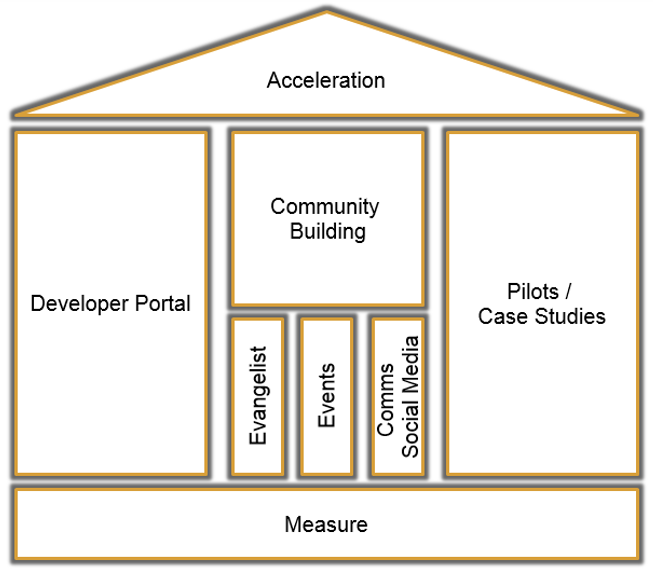 Acceleration
Developer Portal
Community
Building
Evangelist
Events
Comms
Social Media
Pilots /
Case Studies
Measure